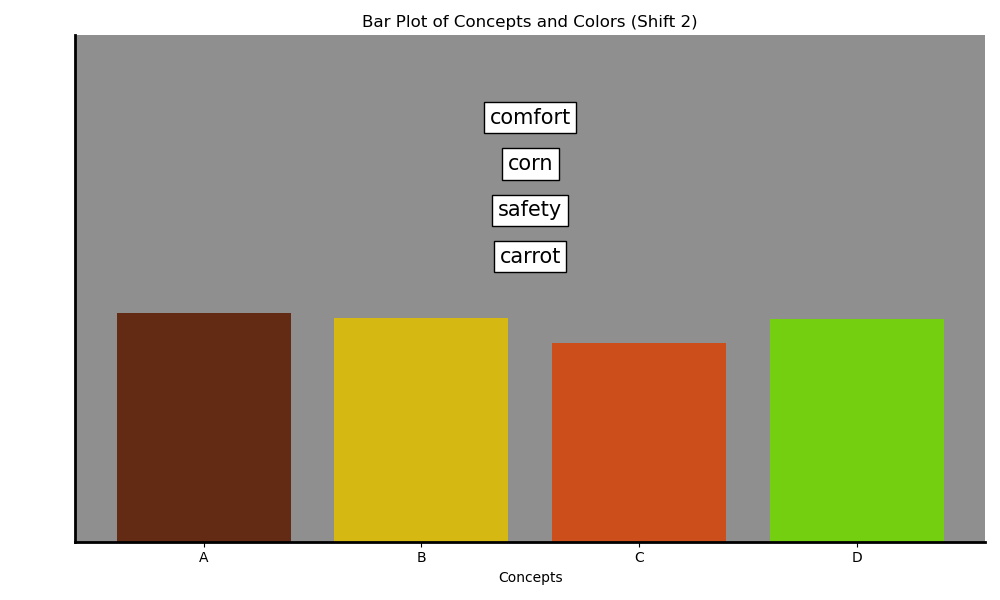 Bar Plot of Concepts and Colors (Shift 2)
comfort
corn
safety
carrot
A B C D
Concepts